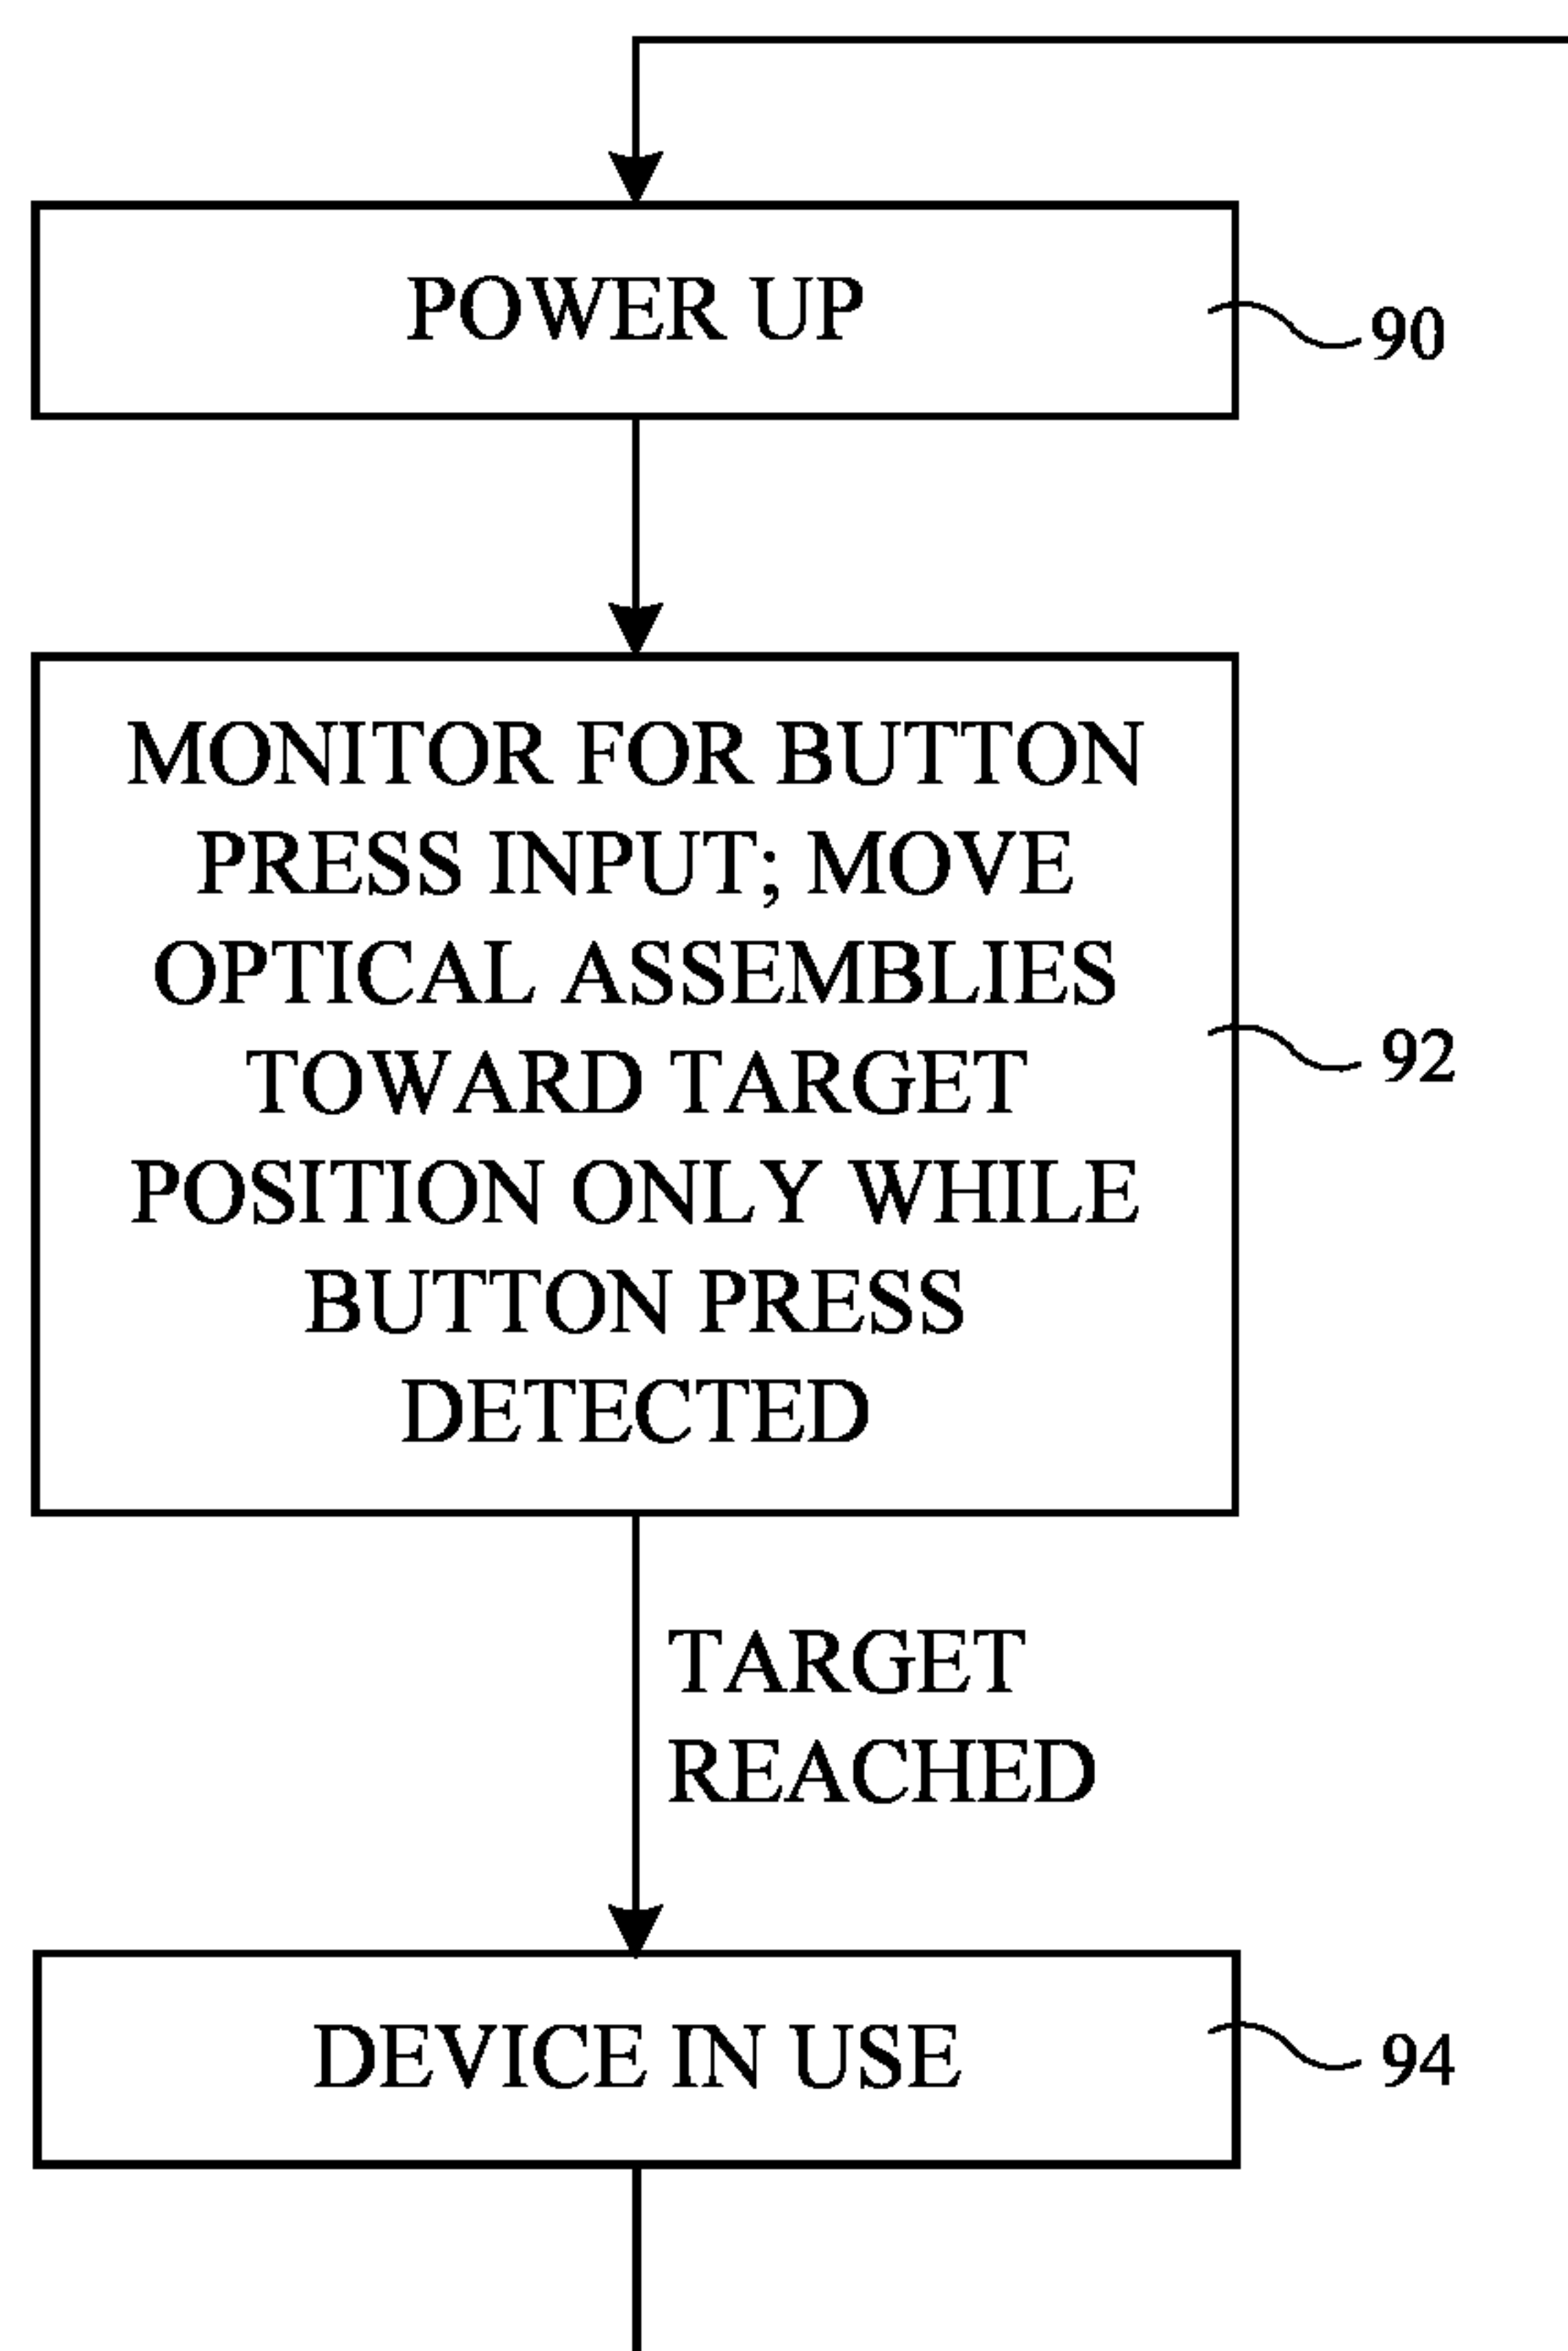 POWER UP
90
MONITOR FOR BUTTON
PRESS INPUT; MOVE
OPTICAL ASSEMBLIES
TOWARD TARGET
POSITION ONLY WHILE
BUTTON PRESS
DETECTED
92
TARGET
REACHED
DEVICE IN USE
94